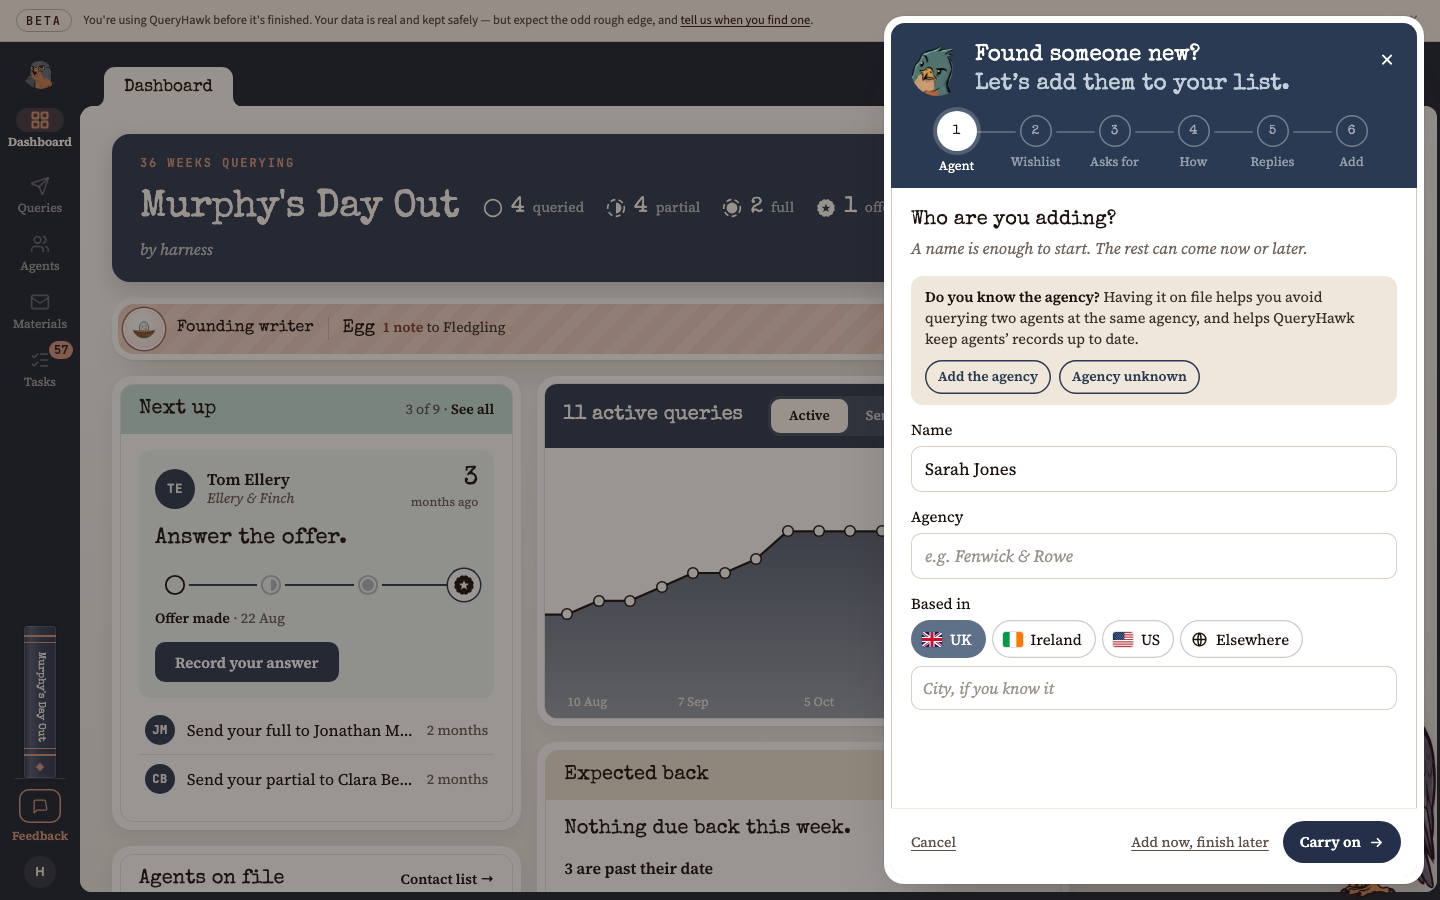 BETA
You're using QueryHawk before it's finished. Your data is real and kept safely — but expect the odd rough edge, and tell us when you find one.
Dashboard
Queries
Agents
Materials
57
Tasks
Murphy's Day Out
Feedback
H
Dashboard
36 WEEKS QUERYING
Murphy's Day Out
4 queried
4 partial
2 full
1
by harness
Founding writer
Egg 1 note to Fledgling
Next up
3 of 9 · See all
TE
Tom Ellery
Ellery & Finch
3
months ago
Answer the offer.
Offer made · 22 Aug
Record your answer
JM Send your full to Jonathan M... 2 months
CB Send your partial to Clara Be... 2 months
Agents on file
Contact list →
11 active queries
Active
10 Aug
7 Sep
5 Oct
Expected back
Nothing due back this week.
3 are past their date
Found someone new?
Let's add them to your list.
1 2 3 4 5 6
Agent Wishlist Asks for How Replies Add
Who are you adding?
A name is enough to start. The rest can come now or later.
Do you know the agency? Having it on file helps you avoid
querying two agents at the same agency, and helps QueryHawk
keep agents' records up to date.
Add the agency
Agency unknown
Name
Sarah Jones
Agency
e.g. Fenwick & Rowe
Based in
UK
Ireland
US
Elsewhere
City, if you know it
Cancel
Add now, finish later
Carry on →